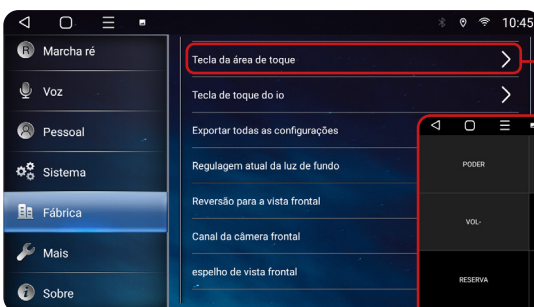 10:45
Marcha ré
Voz
Pessoal
Sistema
Fábrica
Mais
Sobre
Tecla da área de toque
Tecla de toque do io
Exportar todas as configurações
Regulagem atual da luz de fundo
Reversão para a vista frontal
Canal da câmera frontal
espelho de vista frontal
PODER
VOL-
RESERVA